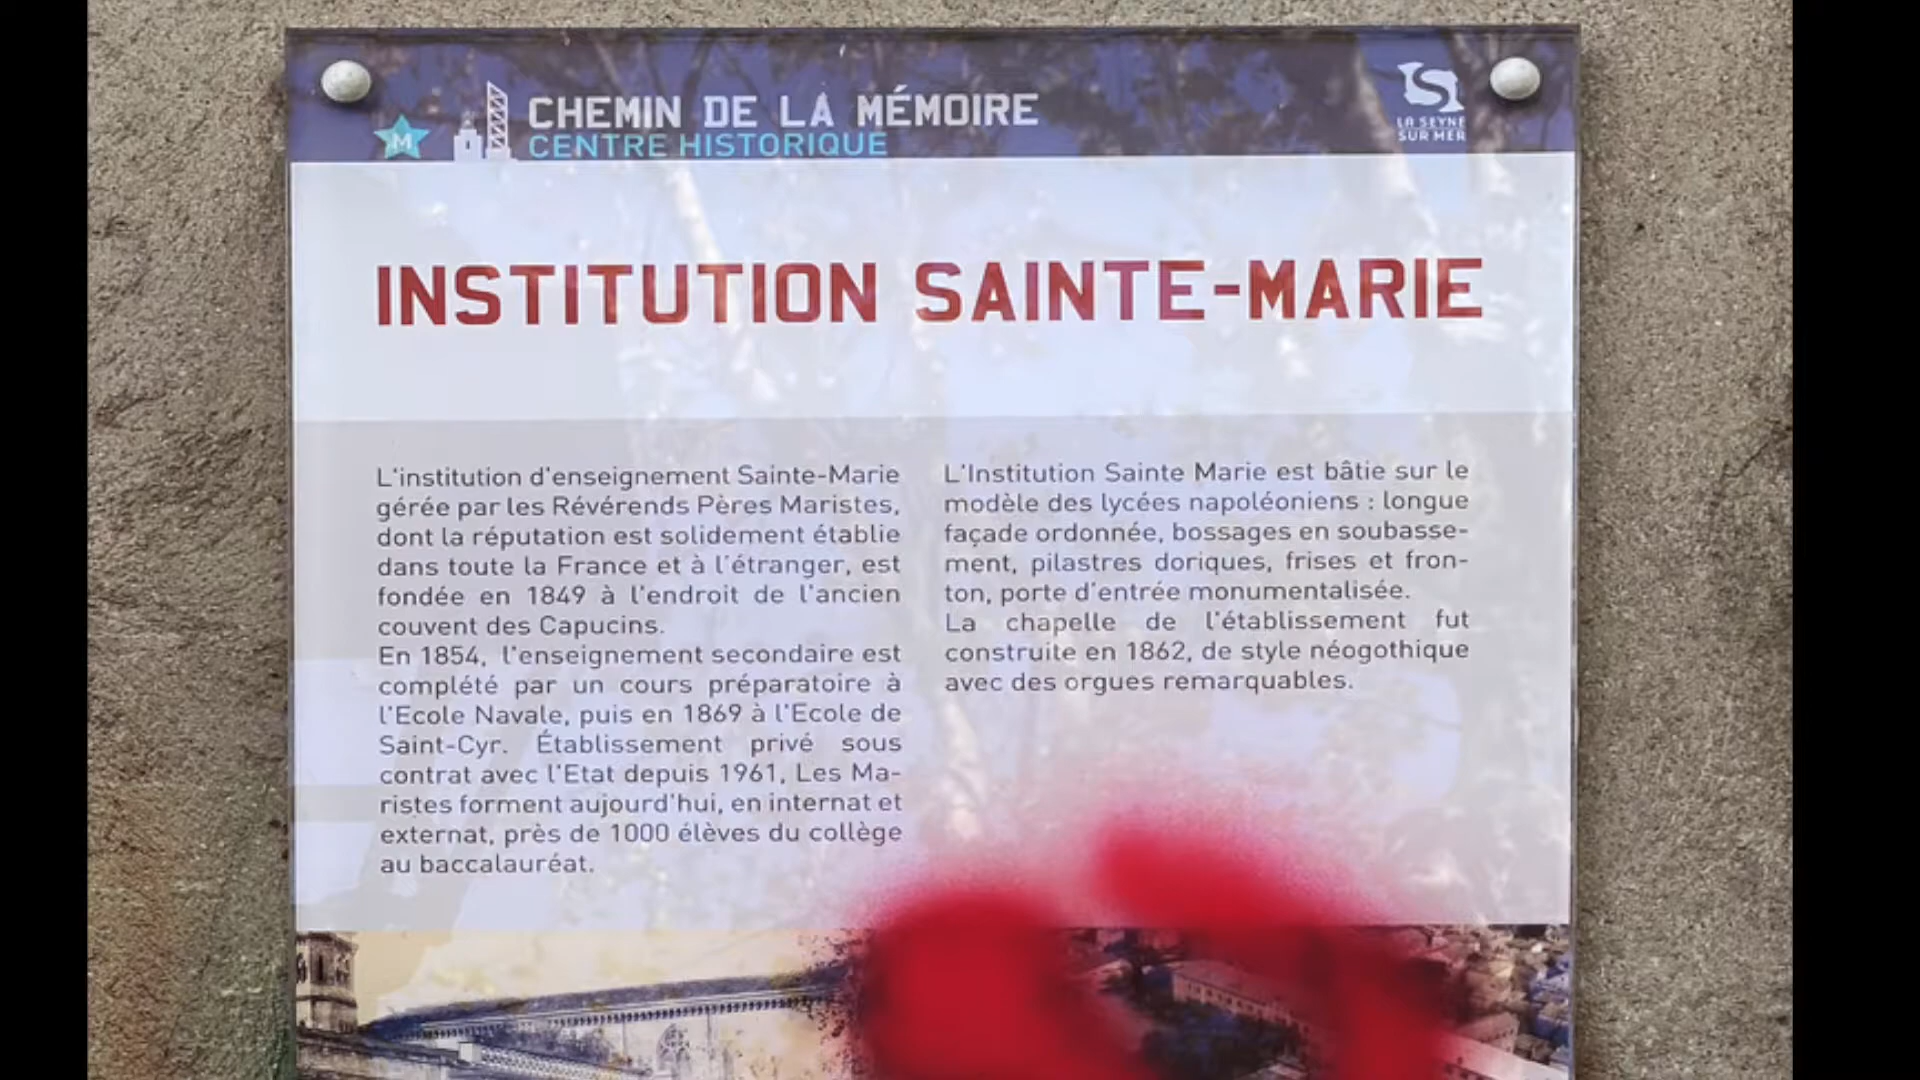 CHEMIN DE LA MÉMOIRE
M
CENTRE HISTORIQUE
LA SEYNE
SUR MER
INSTITUTION SAINTE-MARIE
L'institution d'enseignement Sainte-Marie
gérée par les Révérends Pères Maristes,
dont la réputation est solidement établie
dans toute la France et à l'étranger, est
fondée en 1849 à l'endroit de l'ancien
couvent des Capucins.
En 1854, l'enseignement secondaire est
complété par un cours préparatoire à
l'Ecole Navale, puis en 1869 à l'Ecole de
Saint-Cyr. Établissement privé sous
contrat avec l'Etat depuis 1961, Les Ma-
ristes forment aujourd'hui, en internat et
externat, près de 1000 élèves du collège
au baccalauréat.
L'Institution Sainte Marie est bâtie sur le
modèle des lycées napoléoniens : longue
façade ordonnée, bossages en soubasse-
ment, pilastres doriques, frises et fron-
ton, porte d'entrée monumentalisée.
La chapelle de l'établissement fut
construite en 1862, de style néogothique
avec des orgues remarquables.